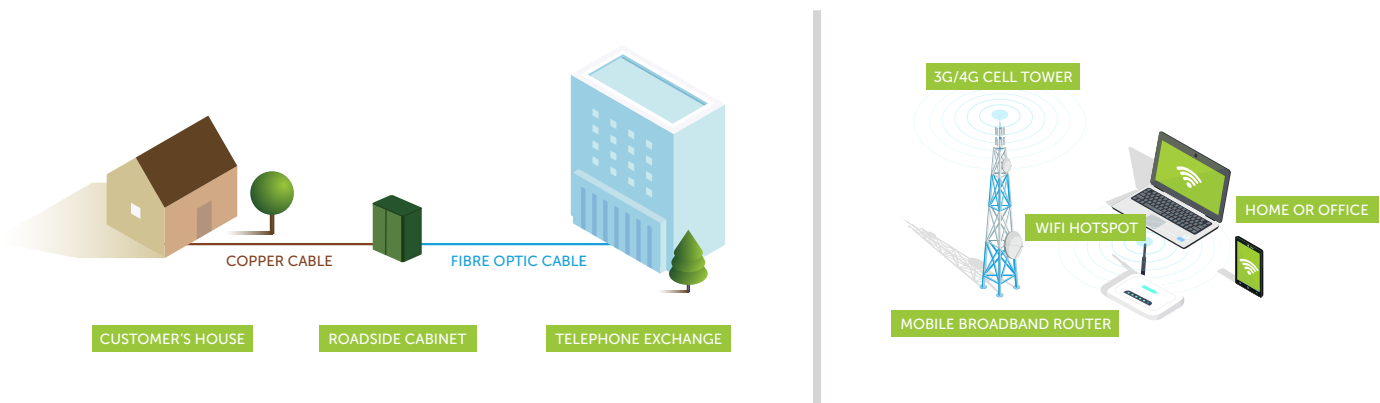 COPPER CABLE
FIBRE OPTIC CABLE
CUSTOMER'S HOUSE
ROADSIDE CABINET
TELEPHONE EXCHANGE
3G/4G CELL TOWER
HOME OR OFFICE
WIFI HOTSPOT
MOBILE BROADBAND ROUTER